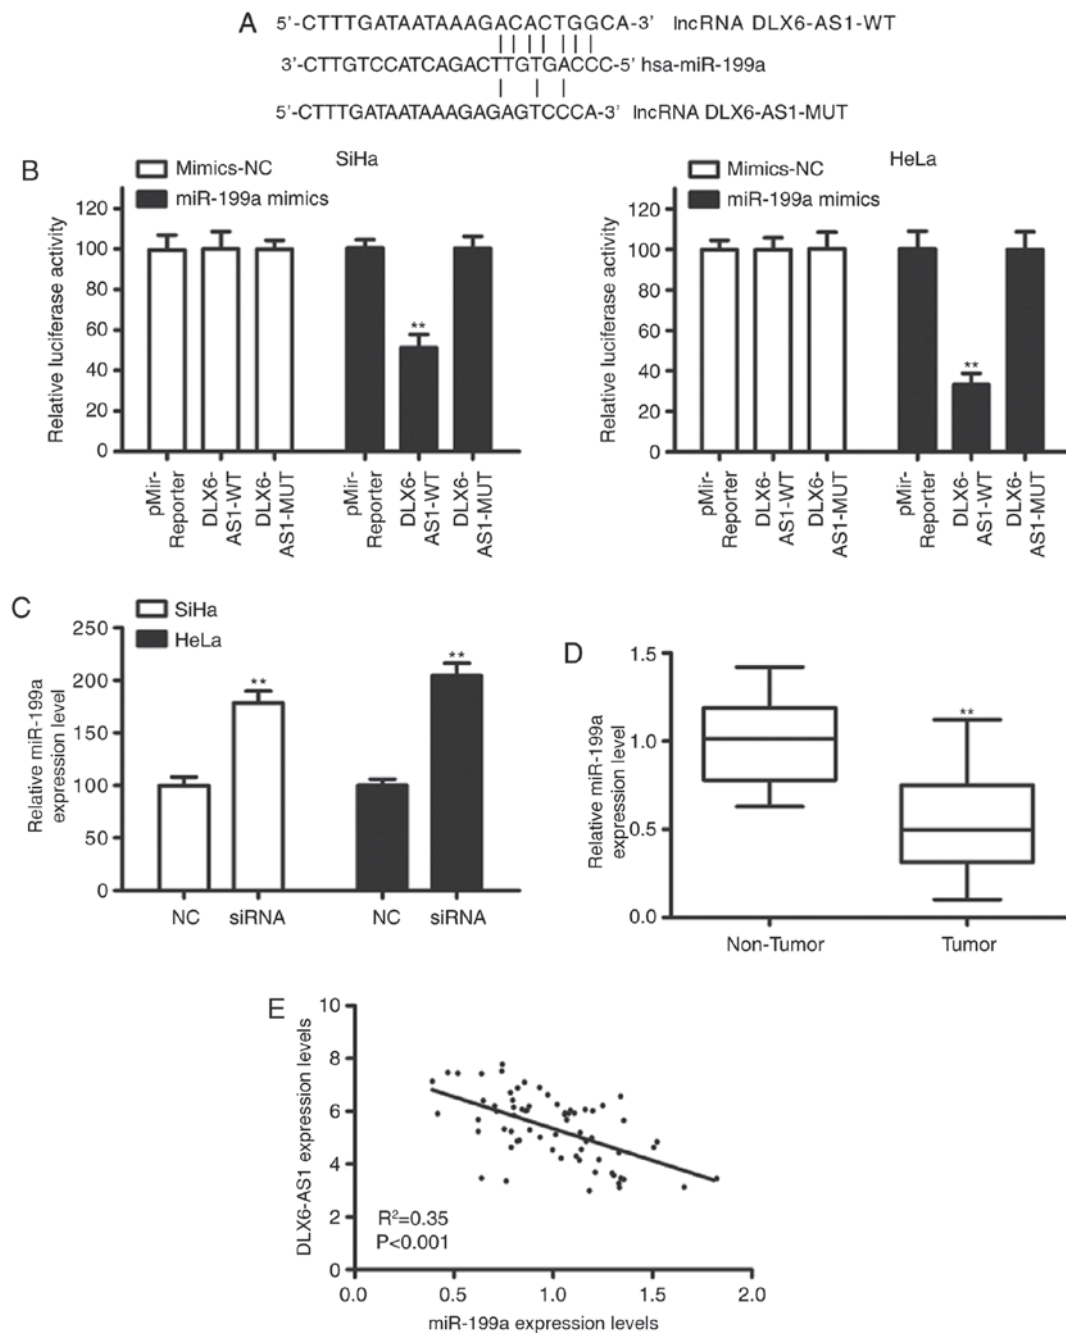 A
5'-CTTTGATAATAAAGACACTGGCA-3' lncRNA DLX6-AS1-WT
3'-CTTGTCCATCAGACTTGTGACCC-5' hsa-miR-199a
5'-CTTTGATAATAAAGAGAGTCCCA-3' lncRNA DLX6-AS1-MUT
B
SiHa
Mimics-NC
miR-199a mimics
Relative luciferase activity
120
100
80
60
40
20
0
**
pMir-
Reporter
DLX6-
AS1-WT
DLX6-
AS1-MUT
pMir-
Reporter
DLX6-
AS1-WT
DLX6-
AS1-MUT
HeLa
Mimics-NC
miR-199a mimics
Relative luciferase activity
120
100
80
60
40
20
0
**
pMir-
Reporter
DLX6-
AS1-WT
DLX6-
AS1-MUT
pMir-
Reporter
DLX6-
AS1-WT
DLX6-
AS1-MUT
C
SiHa
HeLa
Relative miR-199a
expression level
250
200
150
100
50
0
**
**
NC siRNA NC siRNA
D
Relative miR-199a
expression level
1.5
1.0
0.5
0.0
**
Non-Tumor Tumor
E
DLX6-AS1 expression levels
10
8
6
4
2
0
R²=0.35
P<0.001
0.0 0.5 1.0 1.5 2.0
miR-199a expression levels